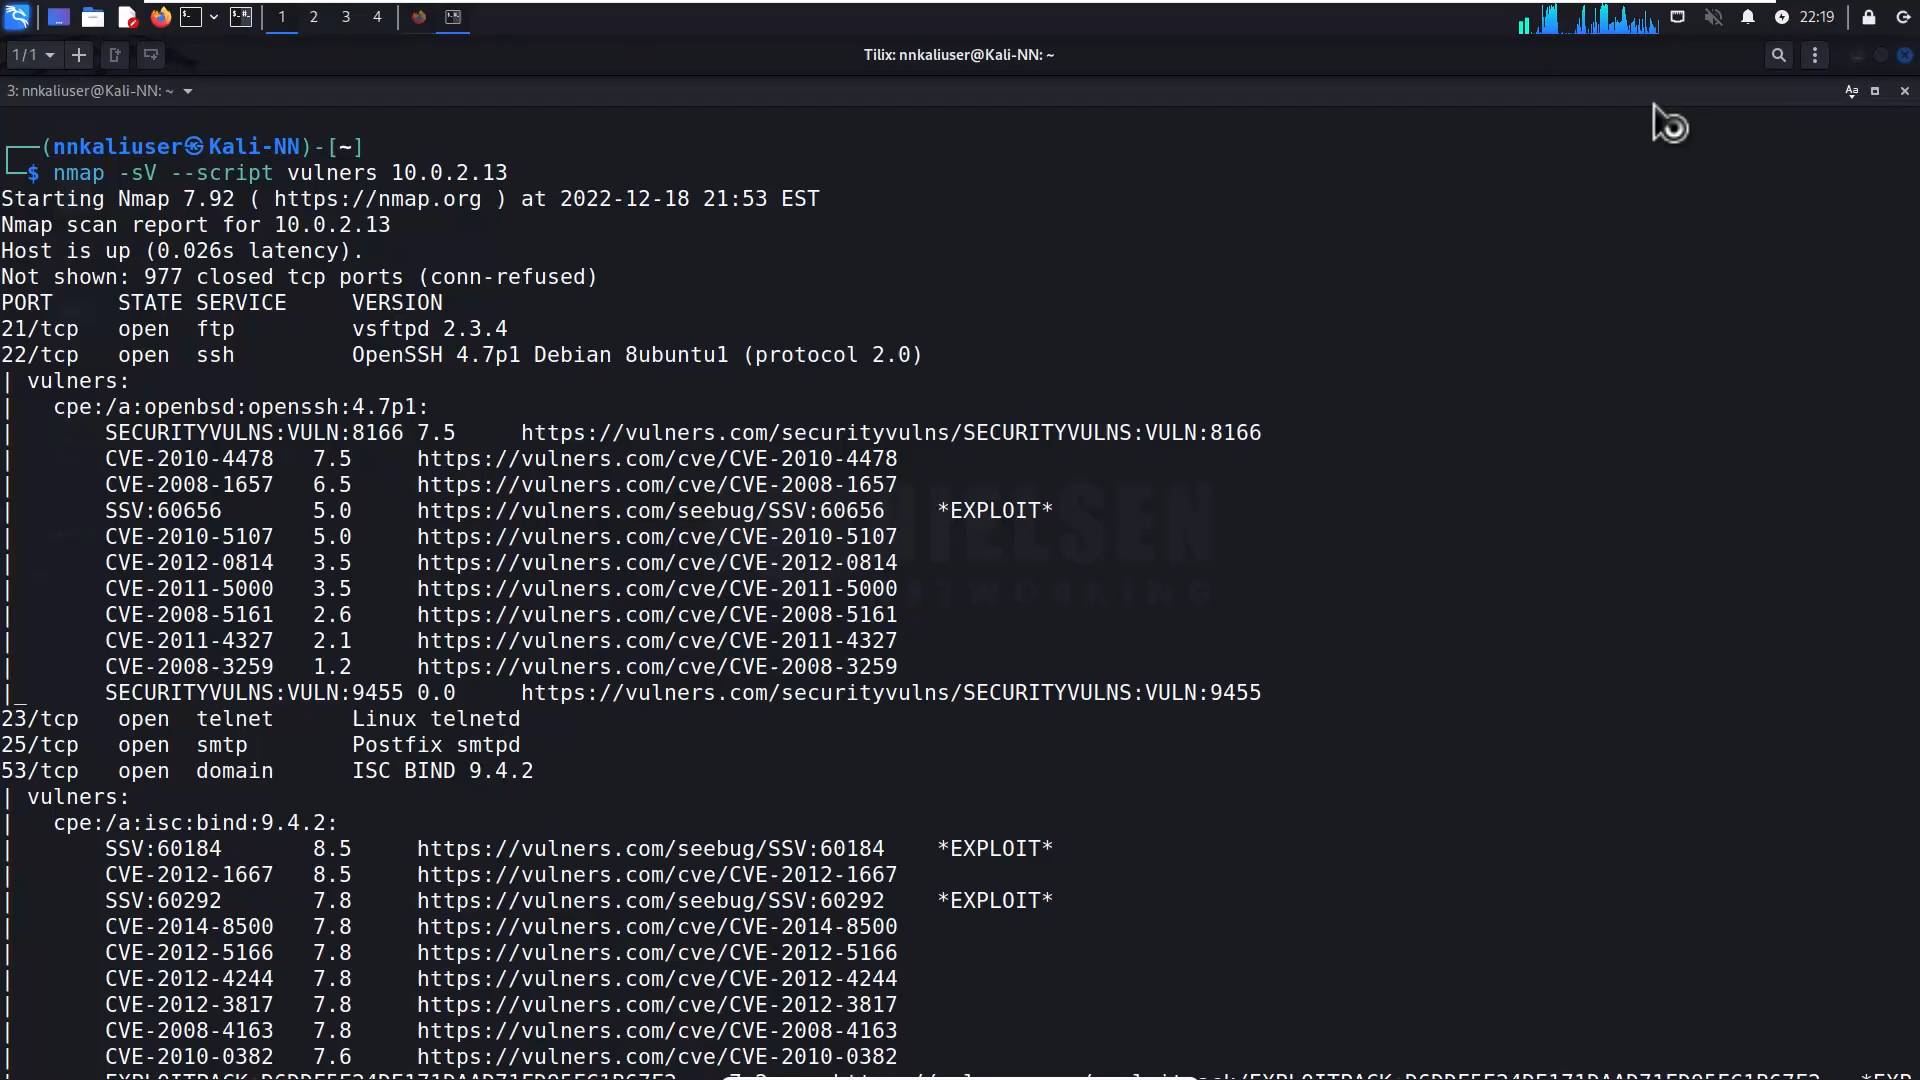 1 2 3 4 22:19
1/1 Tilix: nnkaliuser@Kali-NN: ~
3: nnkaliuser@Kali-NN: ~
┌──(nnkaliuser㉿Kali-NN)-[~]
└─$ nmap -sV --script vulners 10.0.2.13
Starting Nmap 7.92 ( https://nmap.org ) at 2022-12-18 21:53 EST
Nmap scan report for 10.0.2.13
Host is up (0.026s latency).
Not shown: 977 closed tcp ports (conn-refused)
PORT STATE SERVICE VERSION
21/tcp open ftp vsftpd 2.3.4
22/tcp open ssh OpenSSH 4.7p1 Debian 8ubuntu1 (protocol 2.0)
| vulners:
| cpe:/a:openbsd:openssh:4.7p1:
| SECURITYVULNS:VULN:8166 7.5 https://vulners.com/securityvulns/SECURITYVULNS:VULN:8166
| CVE-2010-4478 7.5 https://vulners.com/cve/CVE-2010-4478
| CVE-2008-1657 6.5 https://vulners.com/cve/CVE-2008-1657
| SSV:60656 5.0 https://vulners.com/seebug/SSV:60656 *EXPLOIT*
| CVE-2010-5107 5.0 https://vulners.com/cve/CVE-2010-5107
| CVE-2012-0814 3.5 https://vulners.com/cve/CVE-2012-0814
| CVE-2011-5000 3.5 https://vulners.com/cve/CVE-2011-5000
| CVE-2008-5161 2.6 https://vulners.com/cve/CVE-2008-5161
| CVE-2011-4327 2.1 https://vulners.com/cve/CVE-2011-4327
| CVE-2008-3259 1.2 https://vulners.com/cve/CVE-2008-3259
|_ SECURITYVULNS:VULN:9455 0.0 https://vulners.com/securityvulns/SECURITYVULNS:VULN:9455
23/tcp open telnet Linux telnetd
25/tcp open smtp Postfix smtpd
53/tcp open domain ISC BIND 9.4.2
| vulners:
| cpe:/a:isc:bind:9.4.2:
| SSV:60184 8.5 https://vulners.com/seebug/SSV:60184 *EXPLOIT*
| CVE-2012-1667 8.5 https://vulners.com/cve/CVE-2012-1667
| SSV:60292 7.8 https://vulners.com/seebug/SSV:60292 *EXPLOIT*
| CVE-2014-8500 7.8 https://vulners.com/cve/CVE-2014-8500
| CVE-2012-5166 7.8 https://vulners.com/cve/CVE-2012-5166
| CVE-2012-4244 7.8 https://vulners.com/cve/CVE-2012-4244
| CVE-2012-3817 7.8 https://vulners.com/cve/CVE-2012-3817
| CVE-2008-4163 7.8 https://vulners.com/cve/CVE-2008-4163
| CVE-2010-0382 7.6 https://vulners.com/cve/CVE-2010-0382